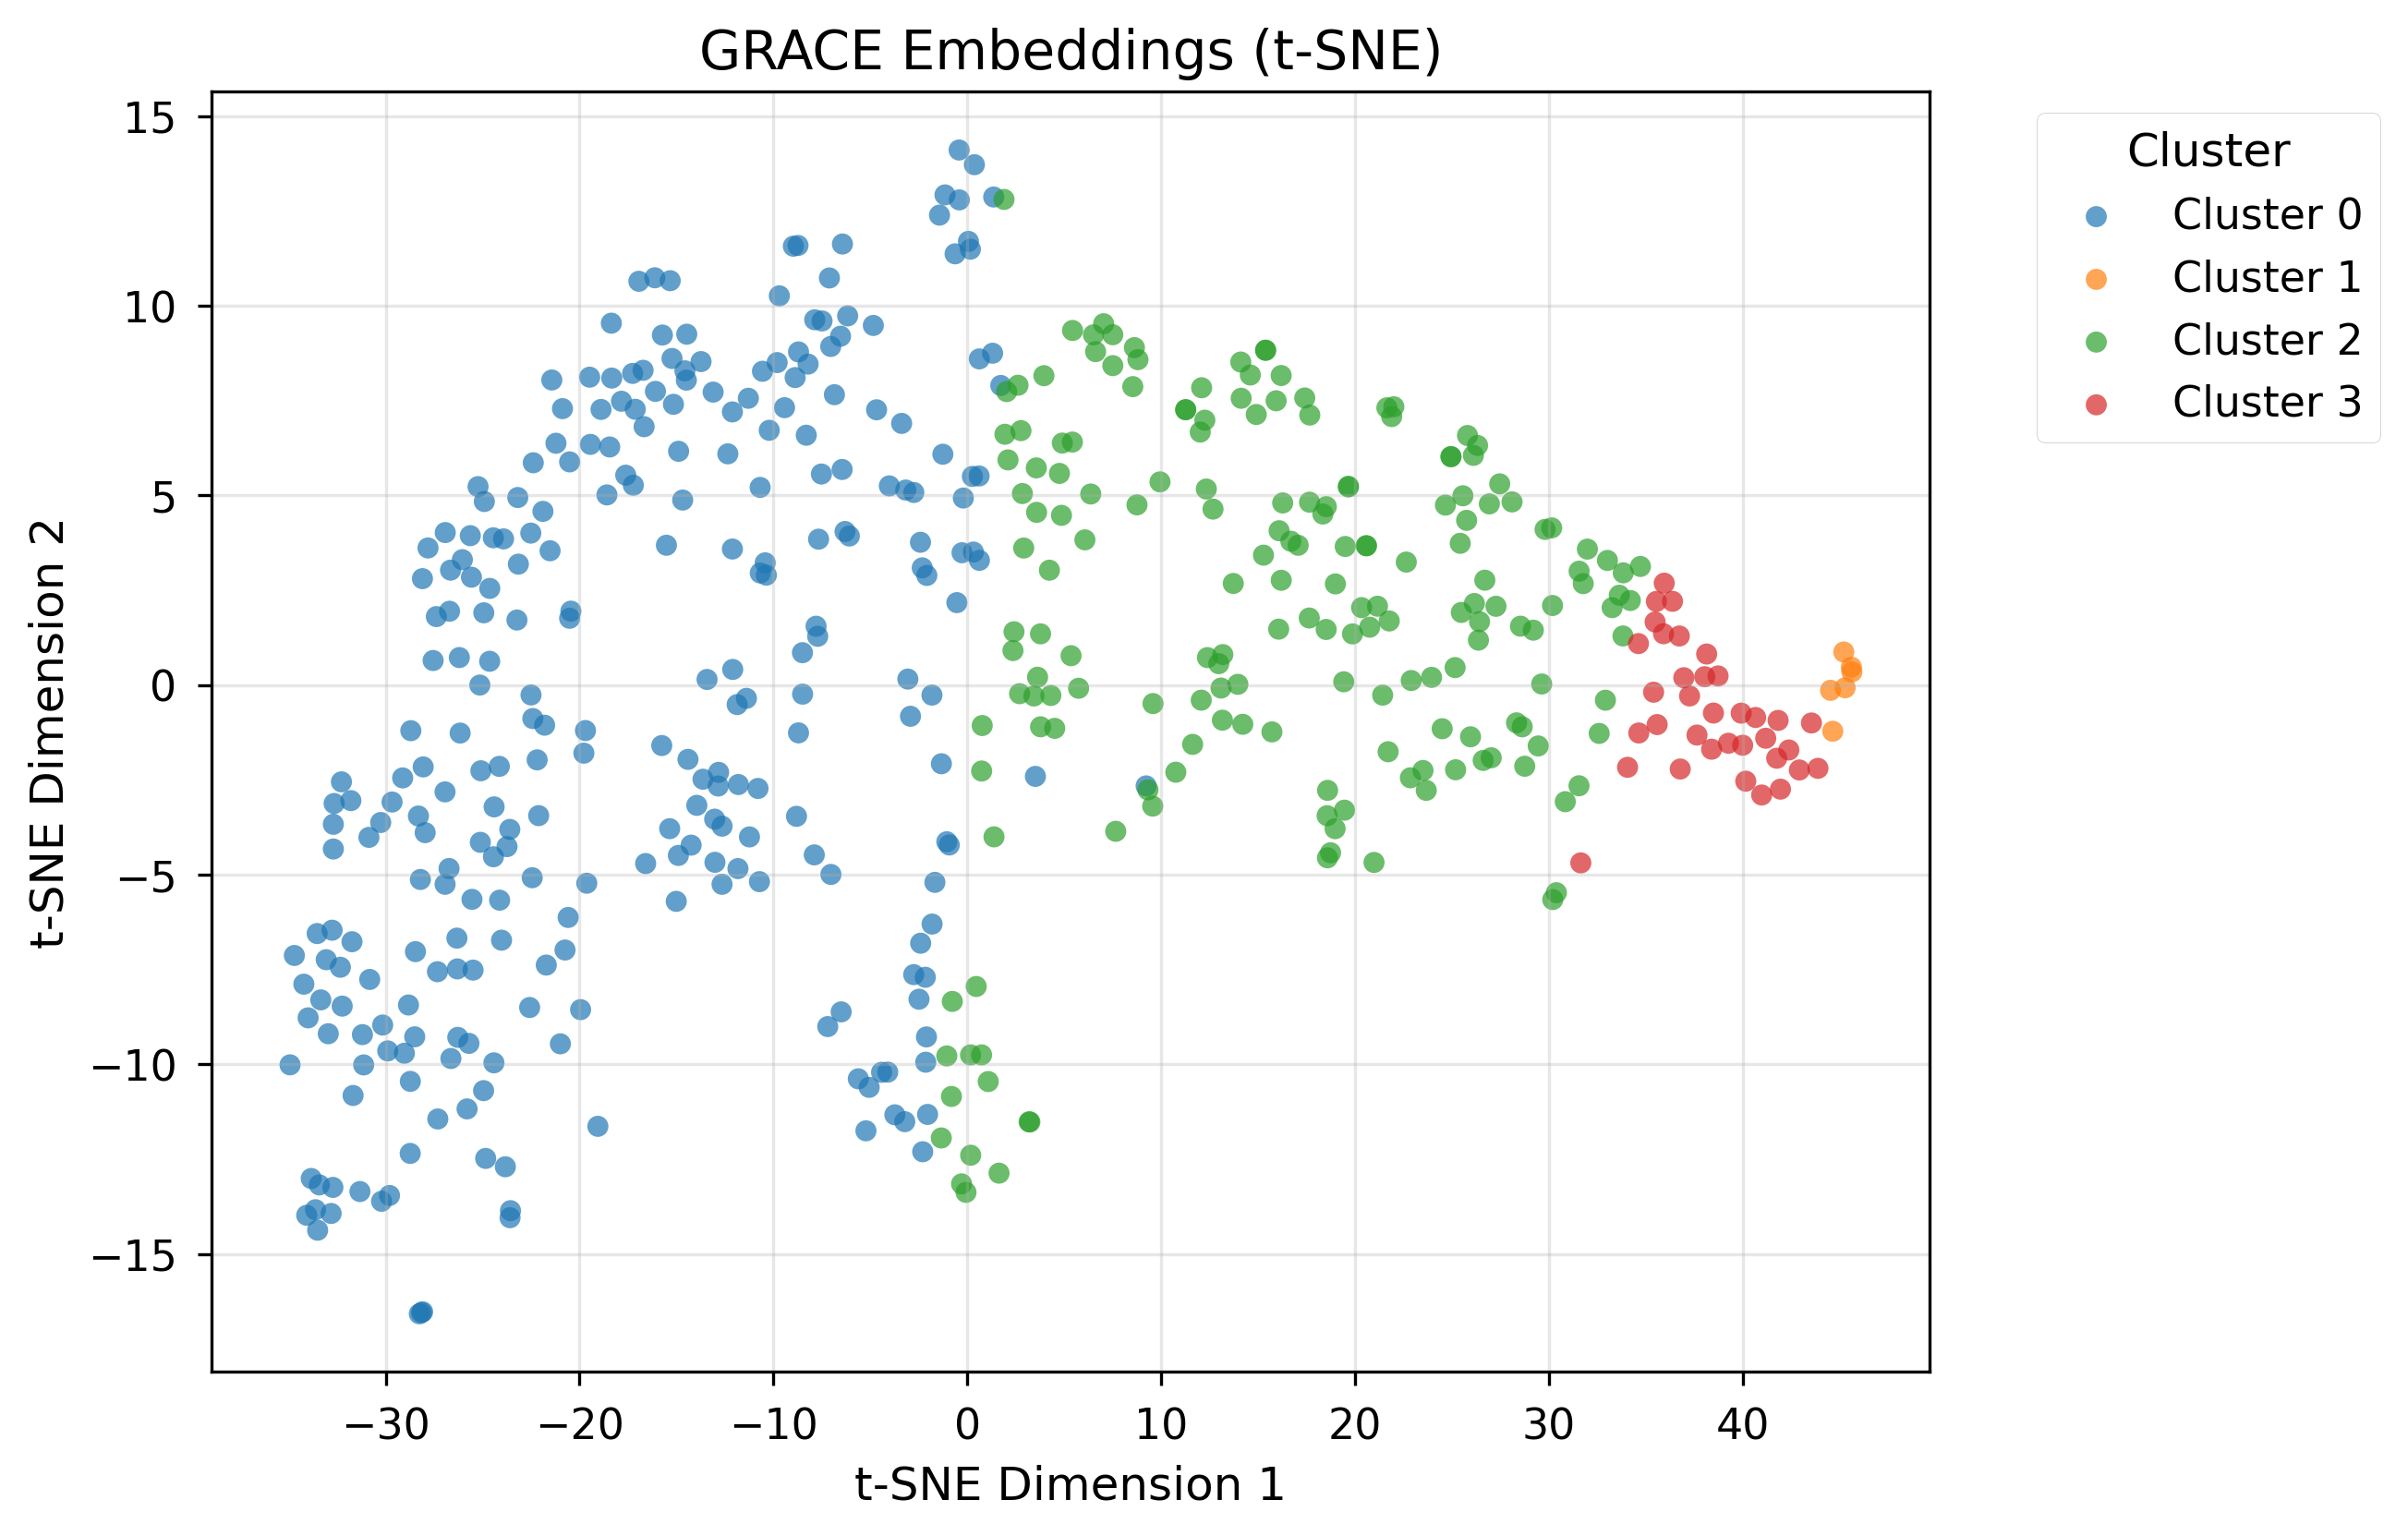 GRACE Embeddings (t-SNE)
15
10
5
0
−5
−10
−15
t-SNE Dimension 2
−30
−20
−10
0
10
20
30
40
t-SNE Dimension 1
Cluster
Cluster 0
Cluster 1
Cluster 2
Cluster 3